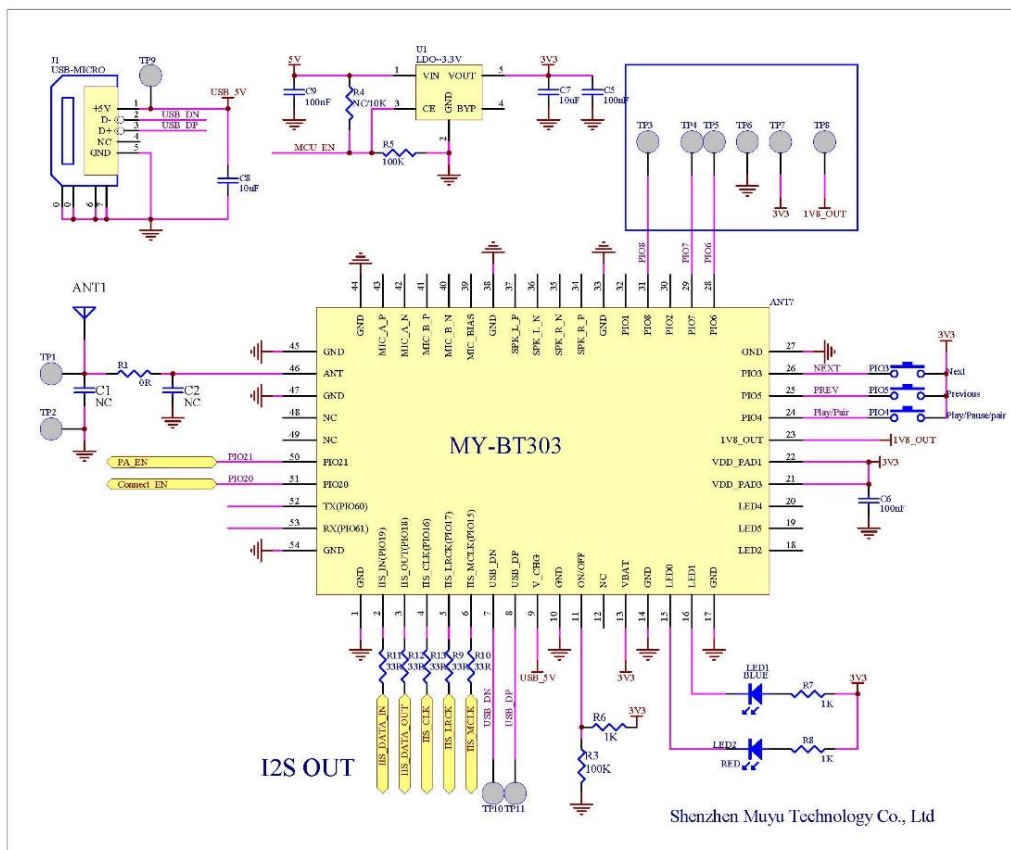 J1
USB-MICRO
TP9
+5V 1
D- 2 USB_DN
D+ 3 USB_DP
NC 4
GND 5
0 0 6 7
USB_5V
C8
10uF
5V
C9
100nF
R4
NC/10K
MCU_EN
R5
100K
U1
LDO--3.3V
1 VIN VOUT 5
3 CE BYP 4
GND
2
3V3
C7
10uF
C5
100nF
TP3 TP4 TP5 TP6 TP7 TP8
3V3 1V8_OUT
PIO8 PIO7 PIO6
ANT1
TP1
R1
0R
C1
NC
C2
NC
TP2
44 43 42 41 40 39 38 37 36 35 34 33 32 31 30 29 28
GND MIC_A_P MIC_A_N MIC_B_P MIC_B_N MIC_BIAS GND SPK_L_P SPK_L_N SPK_R_N SPK_R_P GND PIO1 PIO8 PIO2 PIO7 PIO6
ANT?
45 GND
46 ANT
47 GND
48 NC
49 NC
PA_EN PIO21 50 PIO21
Connect_EN PIO20 51 PIO20
52 TX(PIO60)
53 RX(PIO61)
54 GND
MY-BT303
GND 27
PIO3 26 NEXT PIO3 Next
PIO5 25 PREV PIO5 Previous
PIO4 24 Play/Pair PIO4 Play/Pause/pair
3V3
1V8_OUT 23 1V8_OUT
VDD_PAD1 22 3V3
VDD_PAD3 21
LED4 20
LED5 19
LED2 18
C6
100nF
GND IIS_IN(PIO19) IIS_OUT(PIO18) IIS_CLK(PIO16) IIS_LRCK(PIO17) IIS_MCLK(PIO15) USB_DN USB_DP V_CHG GND ON/OFF NC VBAT GND LED0 LED1 GND
1 2 3 4 5 6 7 8 9 10 11 12 13 14 15 16 17
R11 R12 R13 R9 R10
33R 33R 33R 33R 33R
IIS_DATA_IN IIS_DATA_OUT IIS_CLK IIS_LRCK IIS_MCLK
USB_DN USB_DP
USB_5V
3V3
TP10 TP11
R6
1K
3V3
R3
100K
LED1
BLUE
R7
1K
3V3
LED2
RED
R8
1K
I2S OUT
Shenzhen Muyu Technology Co., Ltd